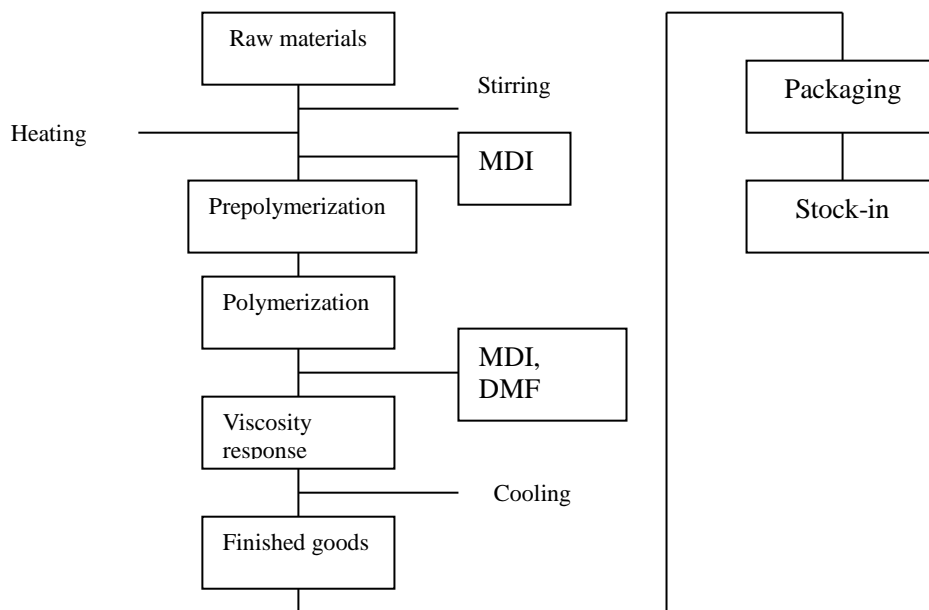 Raw materials
Stirring
Heating
MDI
Prepolymerization
Polymerization
MDI,
DMF
Viscosity
response
Cooling
Finished goods
Packaging
Stock-in